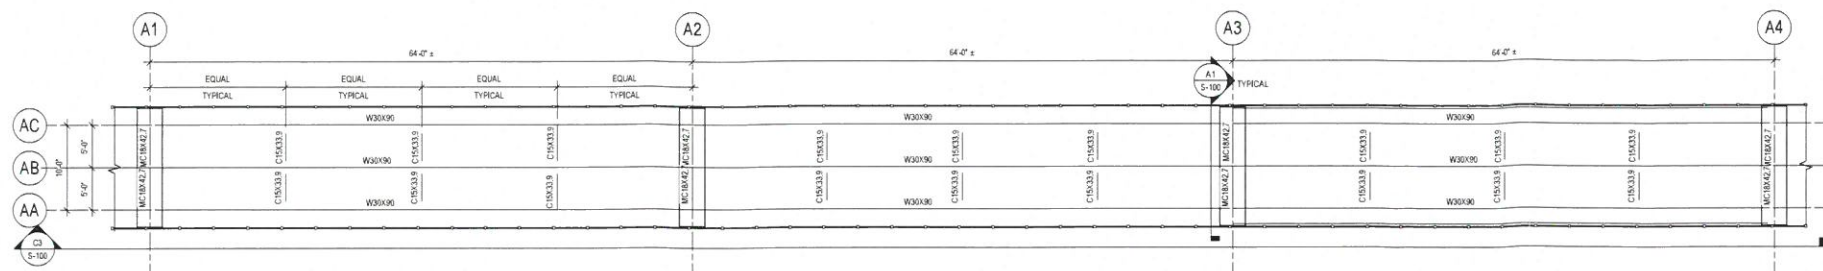 A1
A2
A3
A4
64'-0" ±
64'-0" ±
64'-0" ±
EQUAL
EQUAL
EQUAL
EQUAL
TYPICAL
TYPICAL
TYPICAL
TYPICAL
A1
S-100
TYPICAL
AC
AB
AA
5'-0"
5'-0"
10'-0"
W30X90
W30X90
W30X90
MC18X42.7
MC18X42.7
C15X33.9
C15X33.9
C15X33.9
C15X33.9
C15X33.9
C15X33.9
MC18X42.7
MC18X42.7
W30X90
W30X90
W30X90
C15X33.9
C15X33.9
C15X33.9
C15X33.9
C15X33.9
C15X33.9
MC18X42.7
MC18X42.7
W30X90
W30X90
W30X90
C15X33.9
C15X33.9
C15X33.9
C15X33.9
C15X33.9
C15X33.9
MC18X42.7
MC18X42.7
C3
S-100